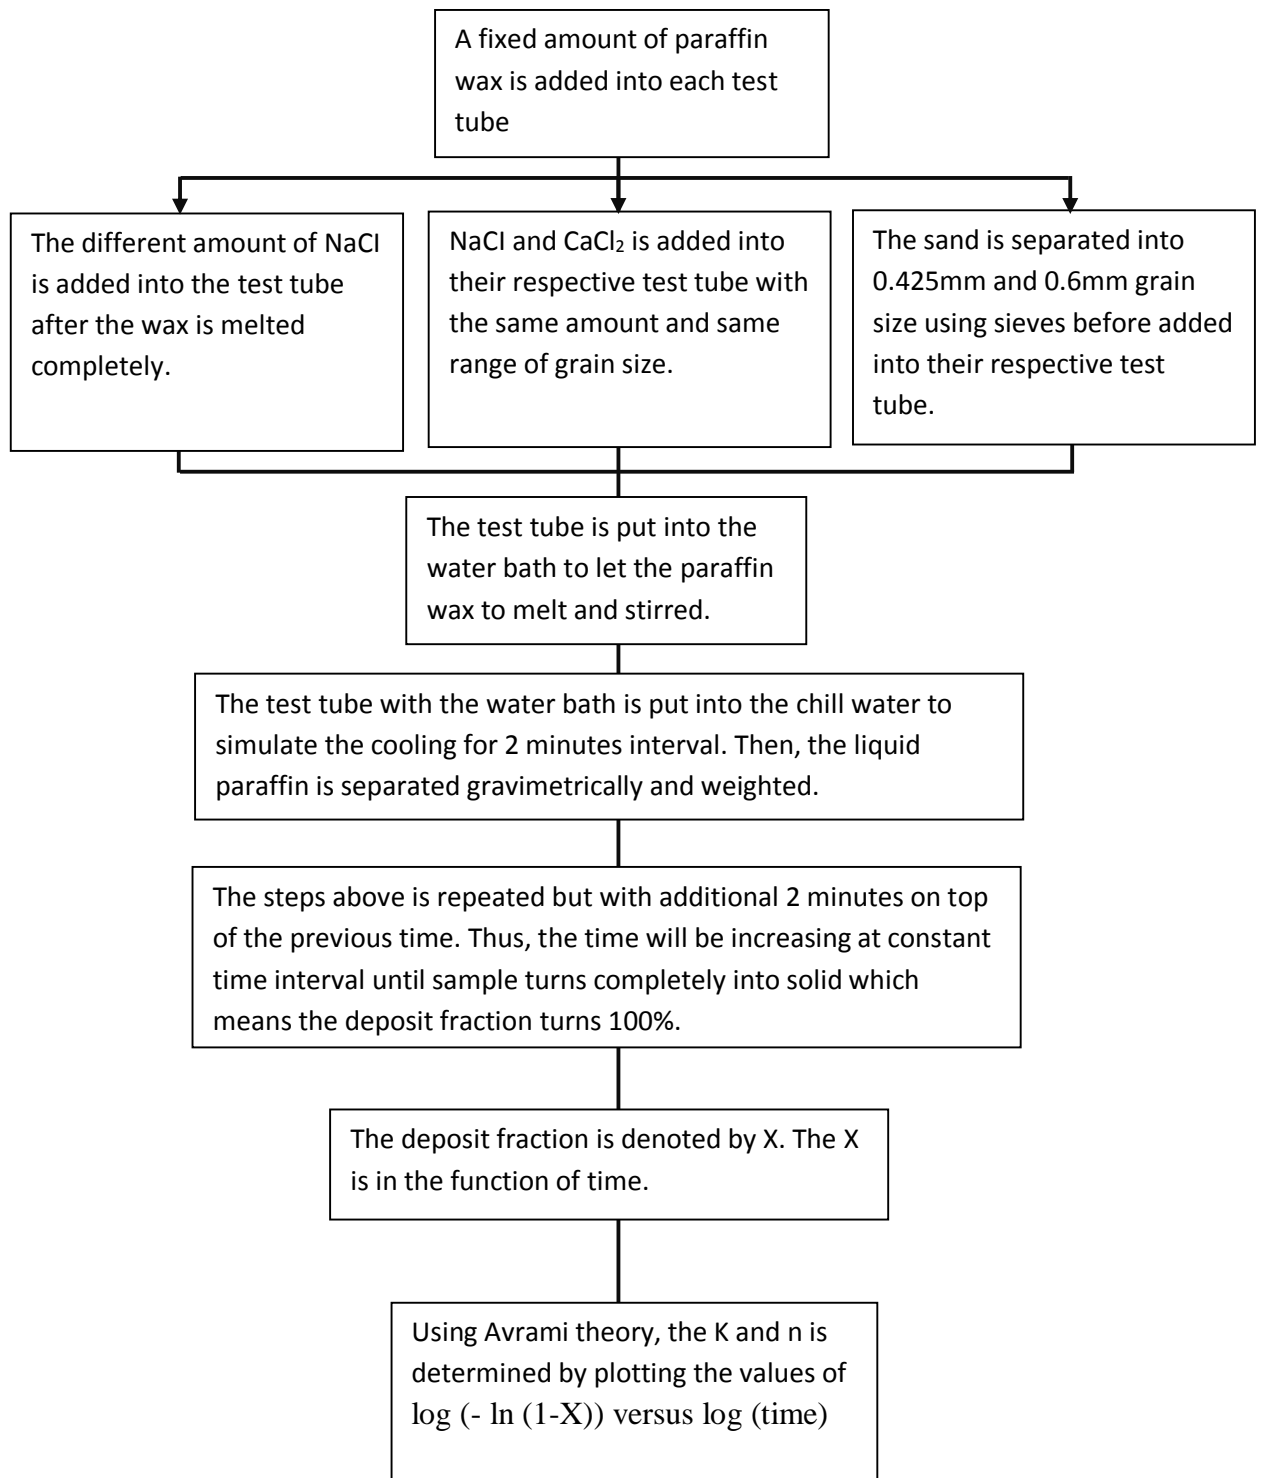 A fixed amount of paraffin
wax is added into each test
tube
The different amount of NaCI
is added into the test tube
after the wax is melted
completely.
NaCI and CaCl₂ is added into
their respective test tube with
the same amount and same
range of grain size.
The sand is separated into
0.425mm and 0.6mm grain
size using sieves before added
into their respective test
tube.
The test tube is put into the
water bath to let the paraffin
wax to melt and stirred.
The test tube with the water bath is put into the chill water to
simulate the cooling for 2 minutes interval. Then, the liquid
paraffin is separated gravimetrically and weighted.
The steps above is repeated but with additional 2 minutes on top
of the previous time. Thus, the time will be increasing at constant
time interval until sample turns completely into solid which
means the deposit fraction turns 100%.
The deposit fraction is denoted by X. The X
is in the function of time.
Using Avrami theory, the K and n is
determined by plotting the values of
log (- ln (1-X)) versus log (time)